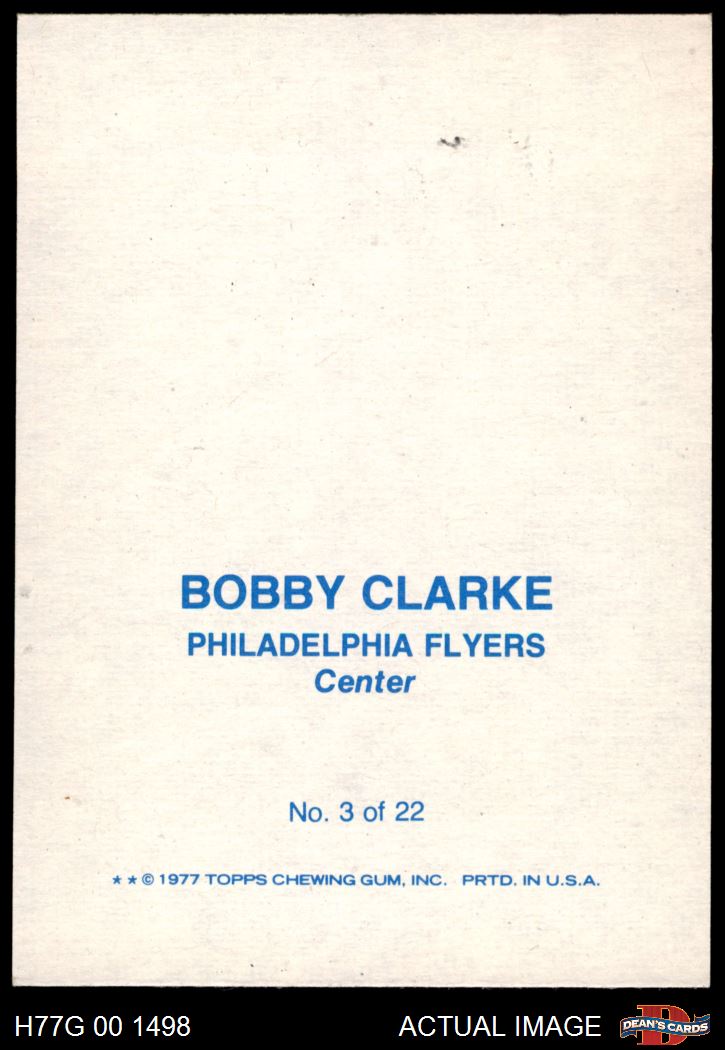 BOBBY CLARKE
PHILADELPHIA FLYERS
Center
No. 3 of 22
★ ★ © 1977 TOPPS CHEWING GUM, INC. PRTD. IN U.S.A.
H77G 00 1498
ACTUAL IMAGE
D
DEAN'S CARDS